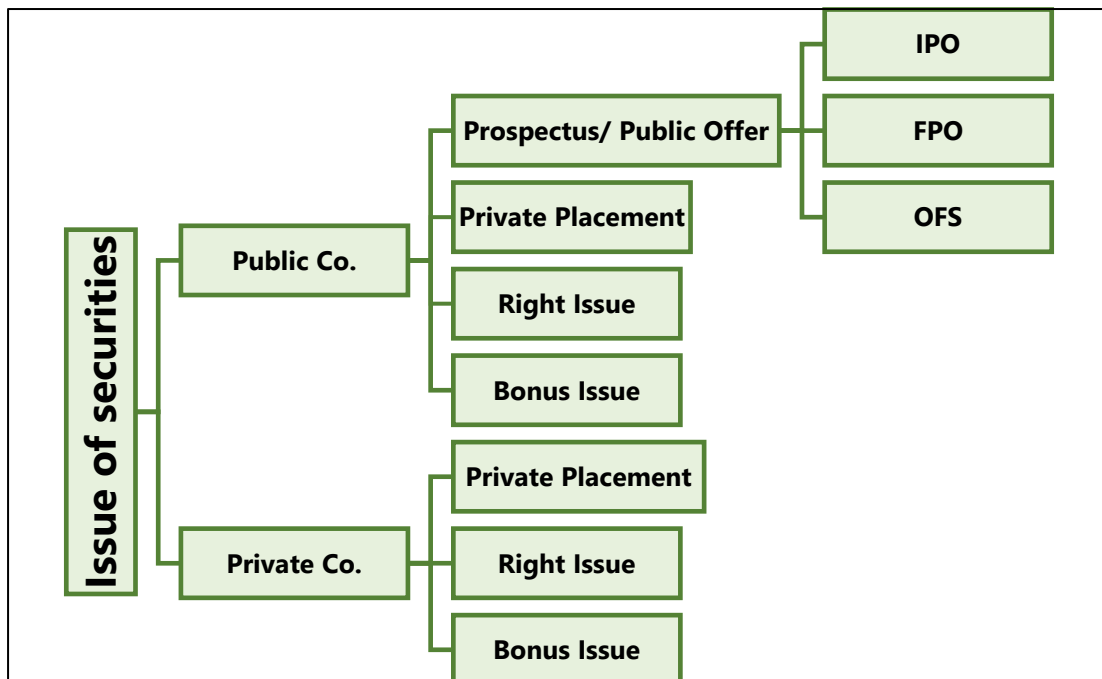 Issue of securities
Public Co.
Prospectus/ Public Offer
IPO
FPO
OFS
Private Placement
Right Issue
Bonus Issue
Private Co.
Private Placement
Right Issue
Bonus Issue